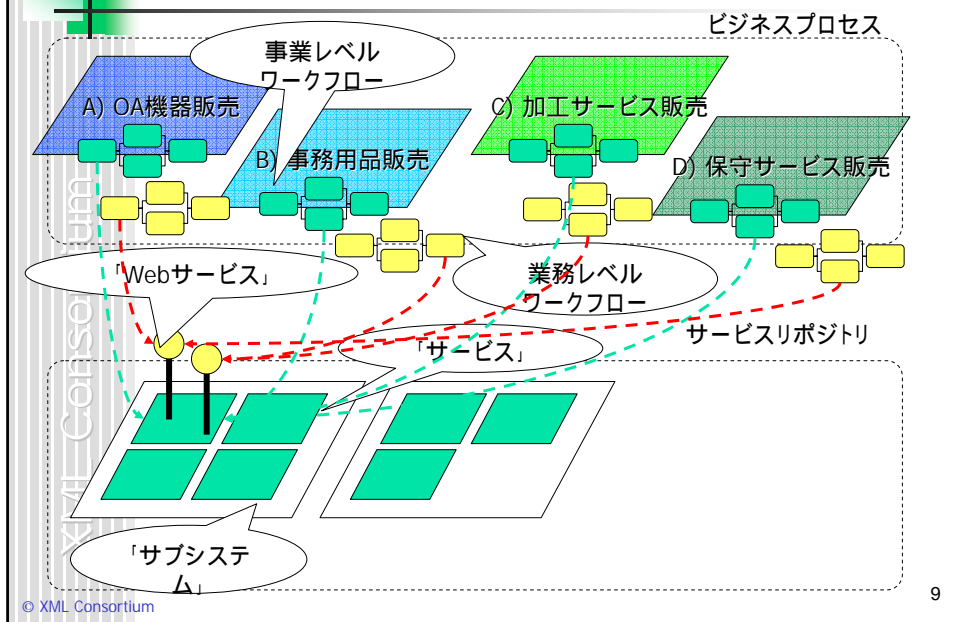 ビジネスプロセス
事業レベル
ワークフロー
A) OA機器販売
C) 加工サービス販売
B) 事務用品販売
D) 保守サービス販売
「Webサービス」
業務レベル
ワークフロー
サービスリポジトリ
「サービス」
「サブシステ
ム」
XML Consortium
© XML Consortium
9